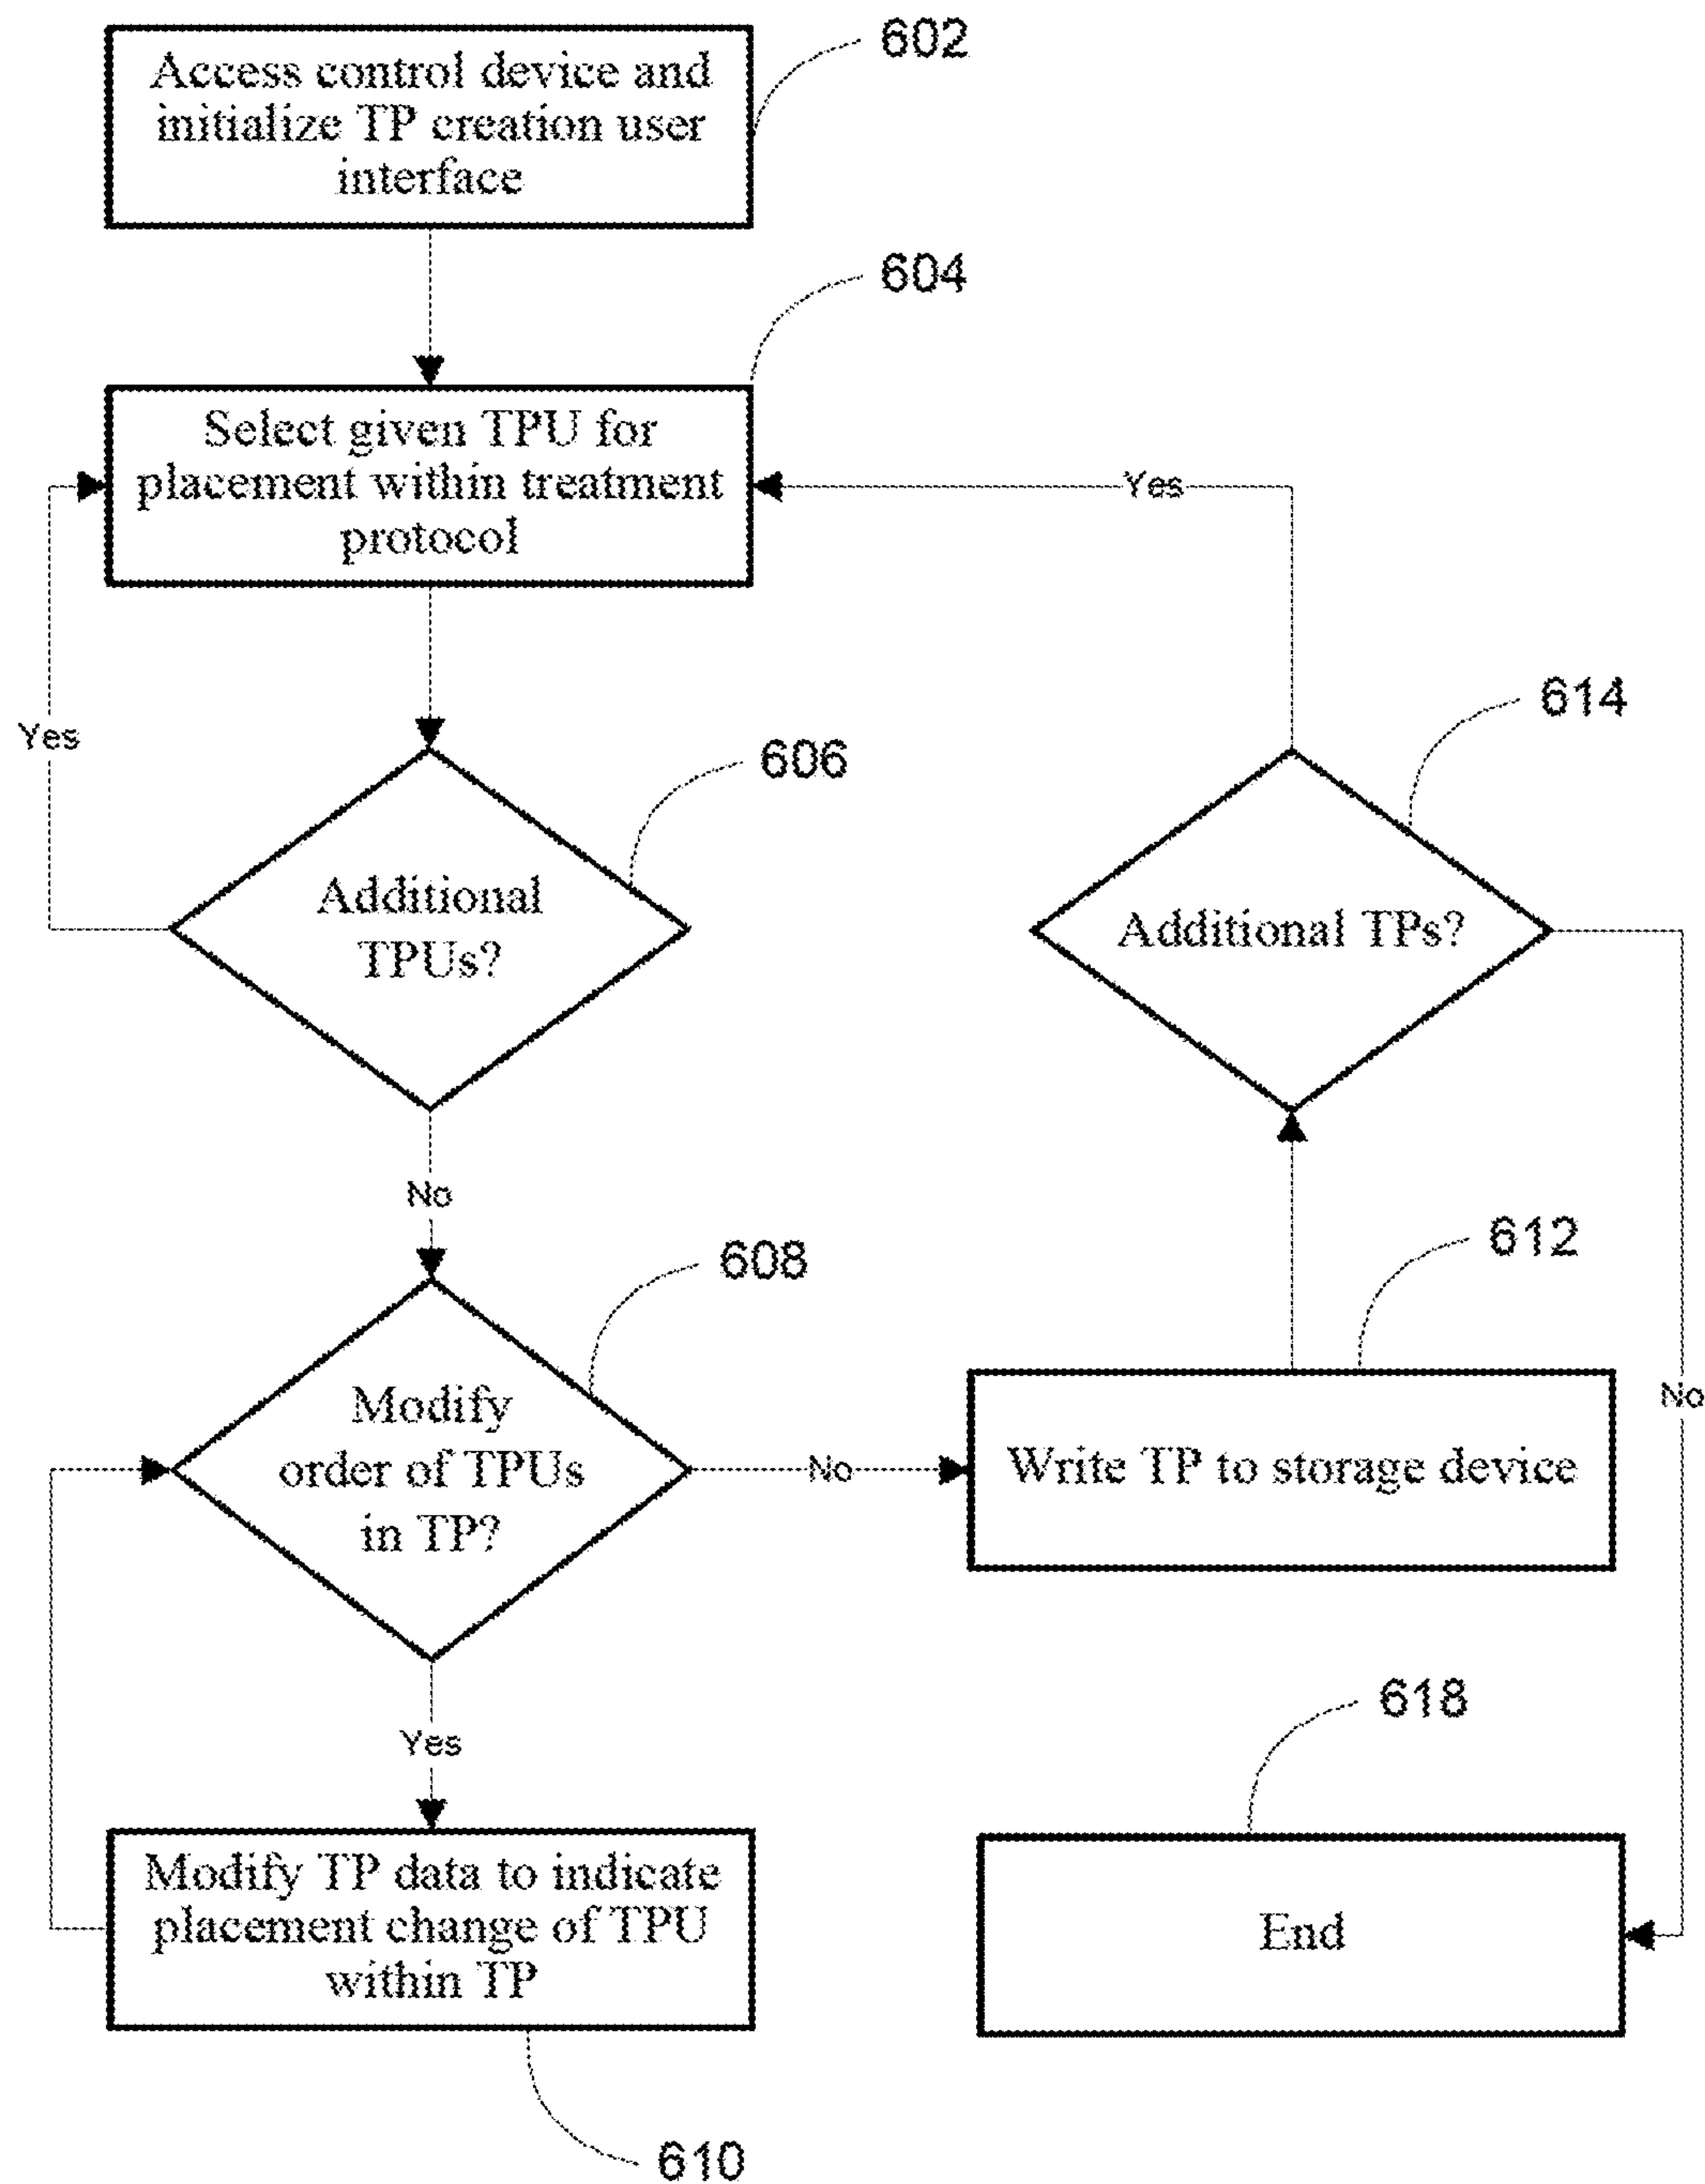 602
Access control device and
initialize TP creation user
interface
604
Select given TPU for
placement within treatment
protocol
Yes
Yes
606
Additional
TPUs?
614
Additional TPs?
No
608
Modify
order of TPUs
in TP?
No
612
Write TP to storage device
No
Yes
610
Modify TP data to indicate
placement change of TPU
within TP
618
End